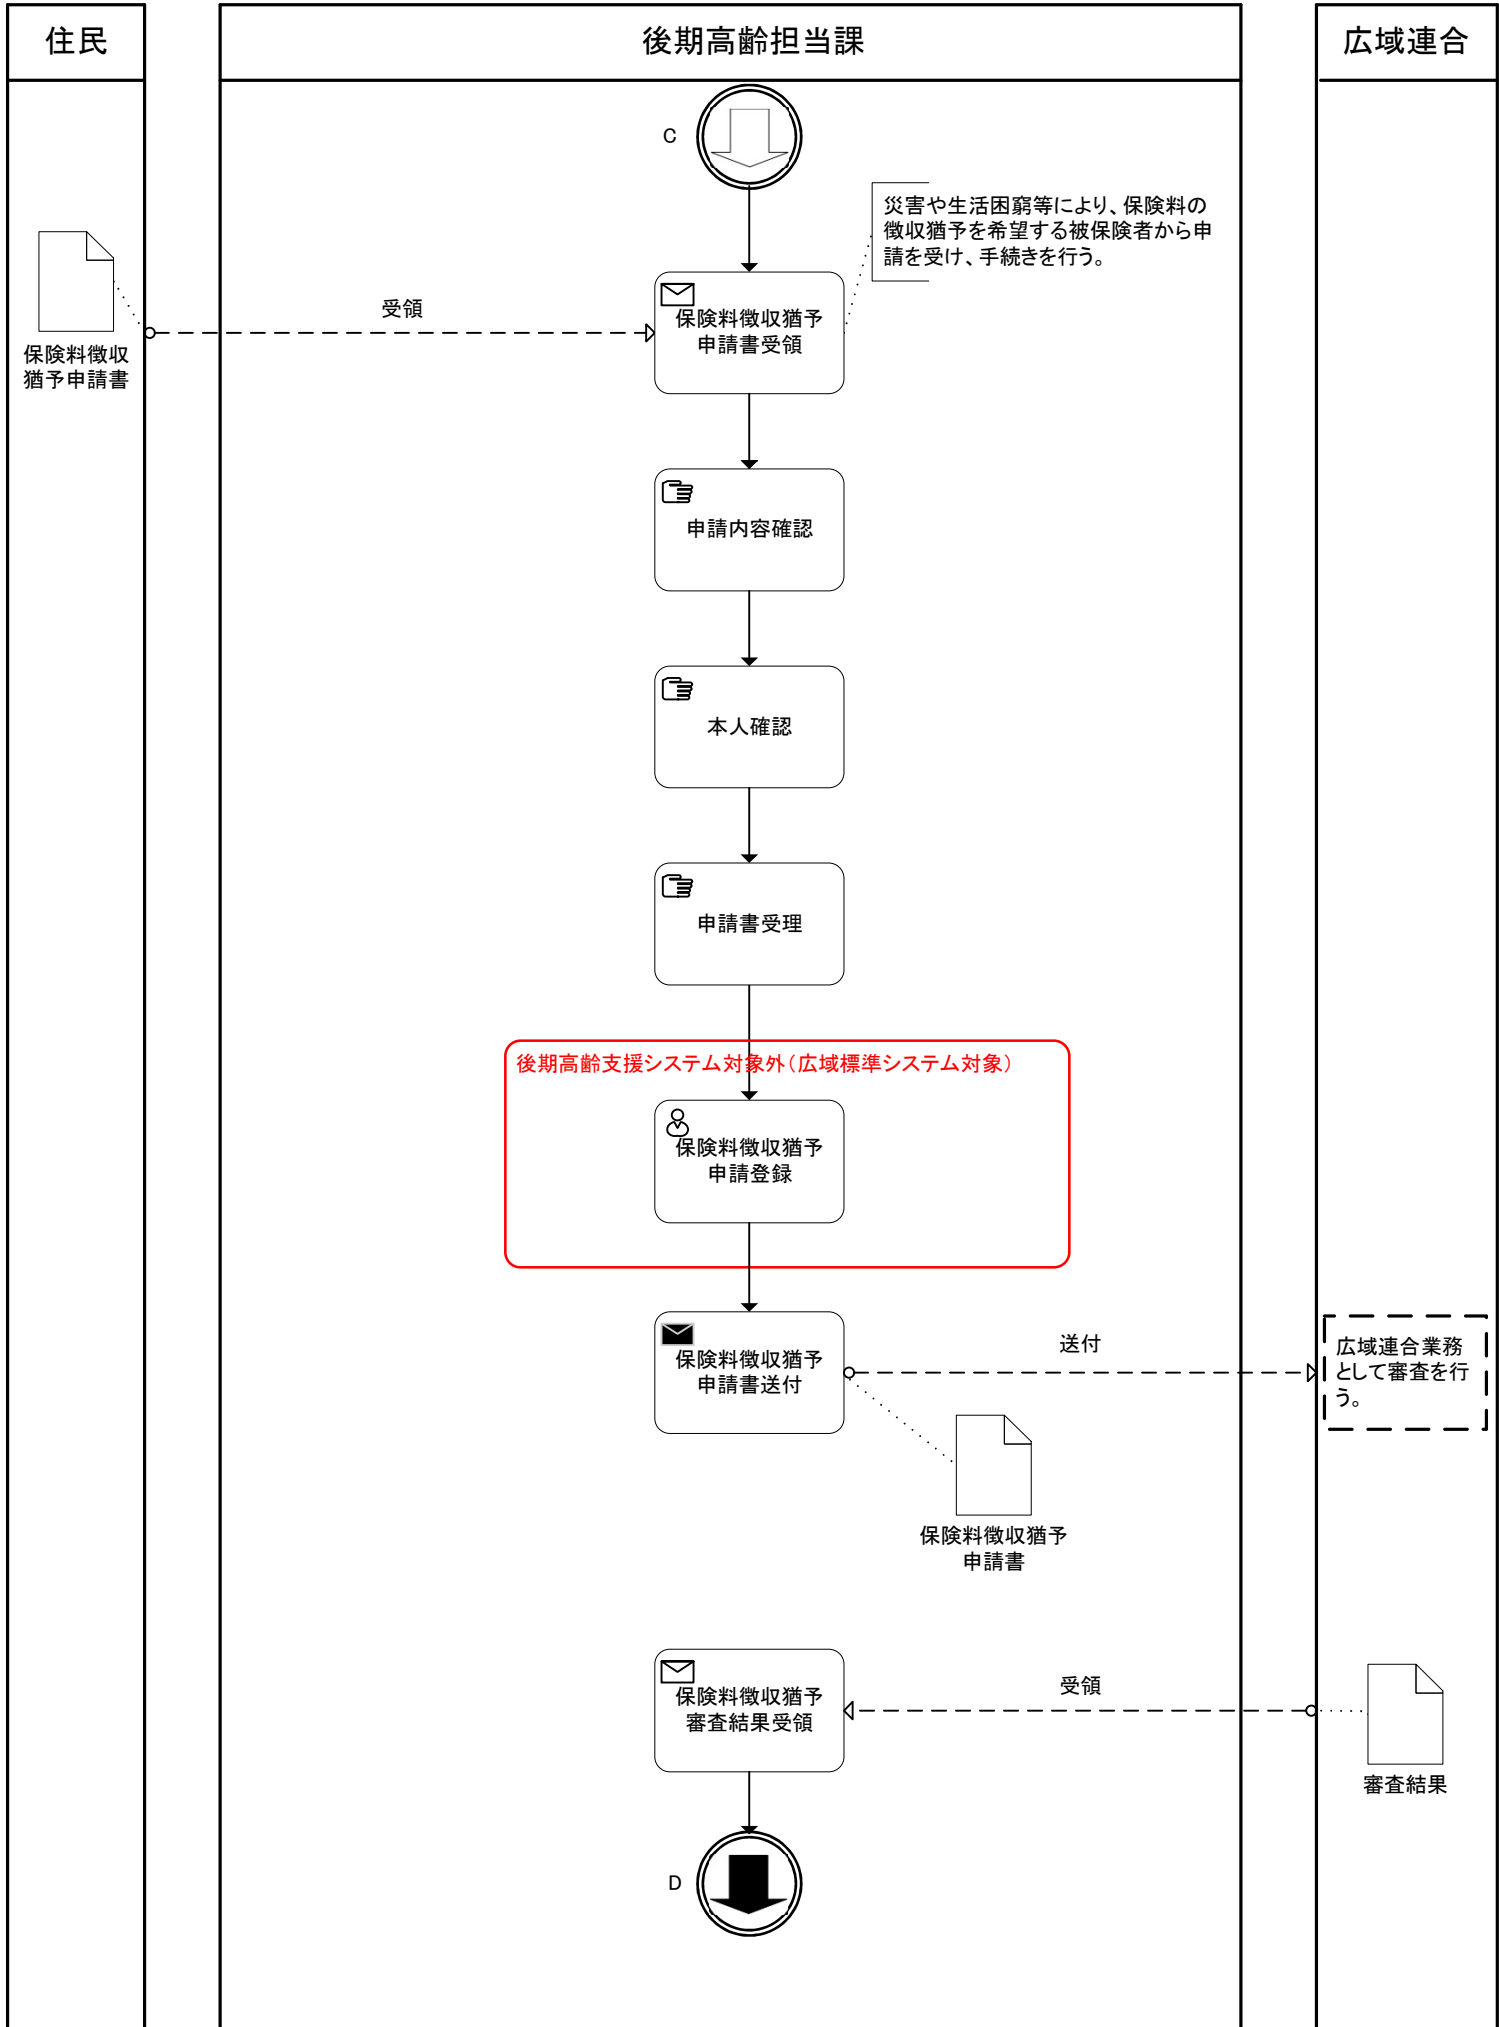 住民
後期高齢担当課
広域連合
C
災害や生活困窮等により、保険料の
徴収猶予を希望する被保険者から申
請を受け、手続きを行う。
保険料徴収
猶予申請書
受領
保険料徴収猶予
申請書受領
申請内容確認
本人確認
申請書受理
後期高齢支援システム対象外（広域標準システム対象）
保険料徴収猶予
申請登録
保険料徴収猶予
申請書送付
送付
広域連合業務
として審査を行
う。
保険料徴収猶予
申請書
保険料徴収猶予
審査結果受領
受領
審査結果
D